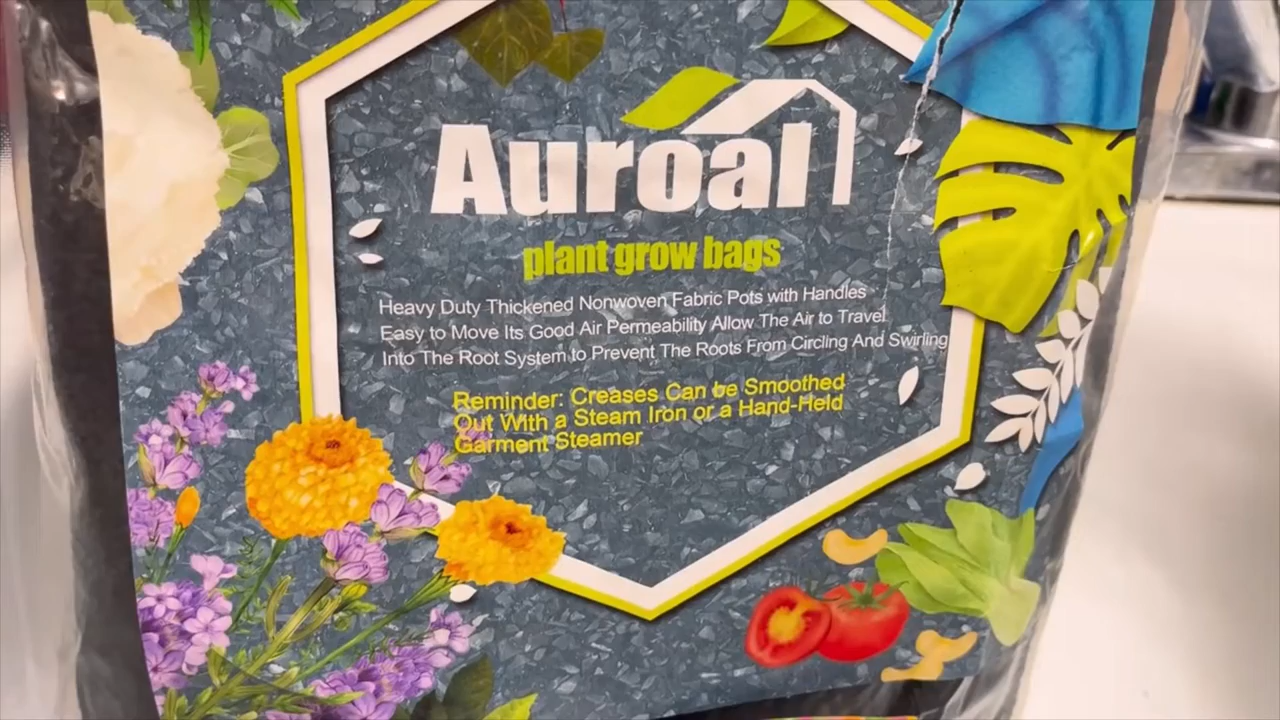 Auroal
plant grow bags
Heavy Duty Thickened Nonwoven Fabric Pots with Handles
Easy to Move Its Good Air Permeability Allow The Air to Travel
Into The Root System to Prevent The Roots From Circling And Swirling
Reminder: Creases Can be Smoothed
Out With a Steam Iron or a Hand-Held
Garment Steamer